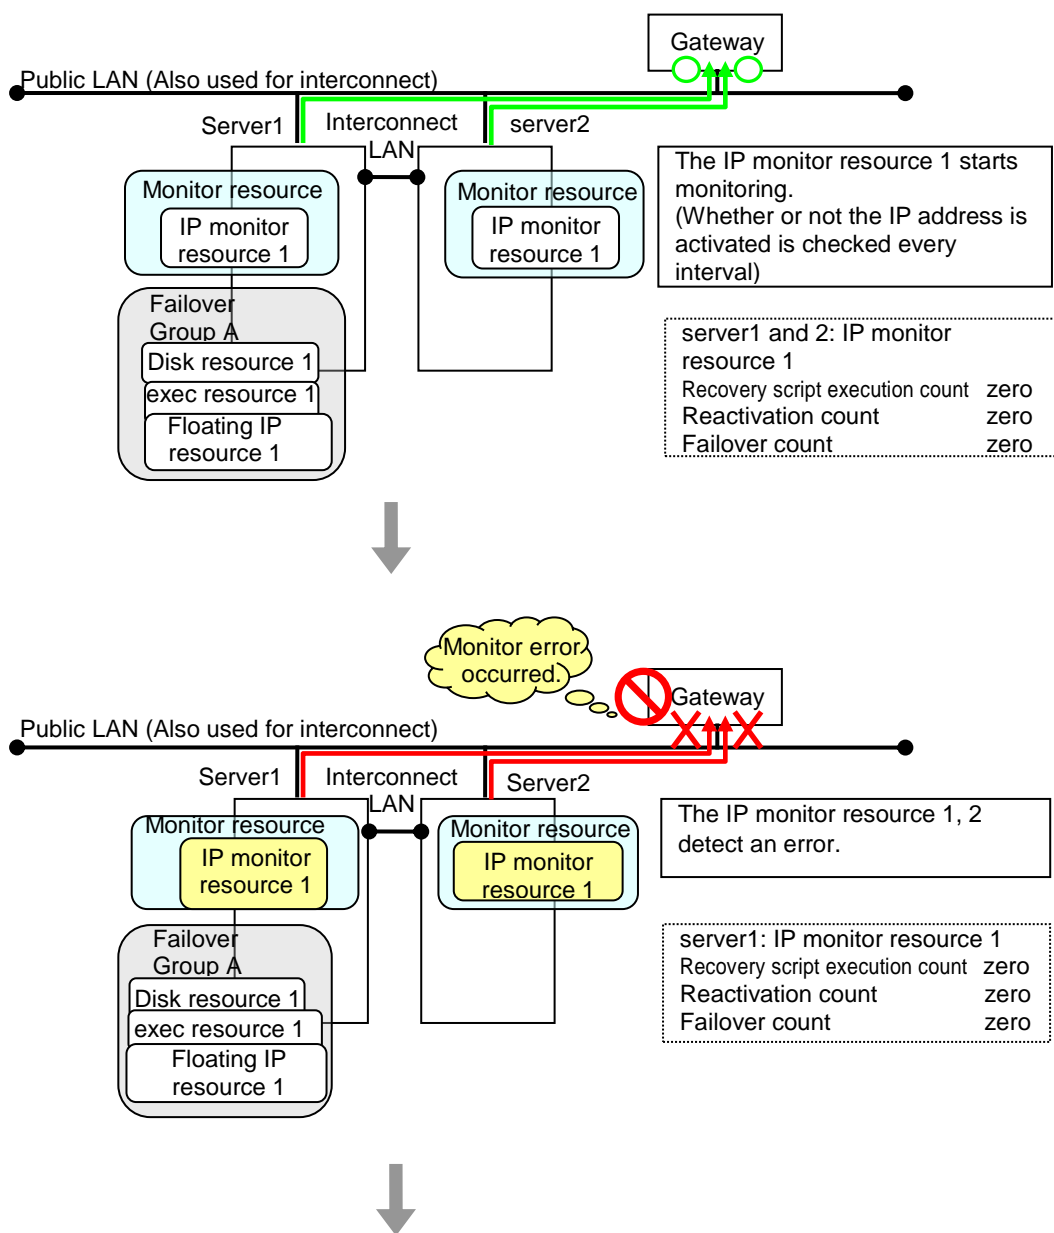 Gateway
Public LAN (Also used for interconnect)
Server1
Interconnect
LAN
server2
Monitor resource
IP monitor
resource 1
Monitor resource
IP monitor
resource 1
The IP monitor resource 1 starts
monitoring.
(Whether or not the IP address is
activated is checked every
interval)
Failover
Group A
Disk resource 1
exec resource 1
Floating IP
resource 1
server1 and 2: IP monitor
resource 1
Recovery script execution count zero
Reactivation count zero
Failover count zero
Monitor error
occurred.
Gateway
Public LAN (Also used for interconnect)
Server1
Interconnect
LAN
Server2
Monitor resource
IP monitor
resource 1
Monitor resource
IP monitor
resource 1
The IP monitor resource 1, 2
detect an error.
Failover
Group A
Disk resource 1
exec resource 1
Floating IP
resource 1
server1: IP monitor resource 1
Recovery script execution count zero
Reactivation count zero
Failover count zero